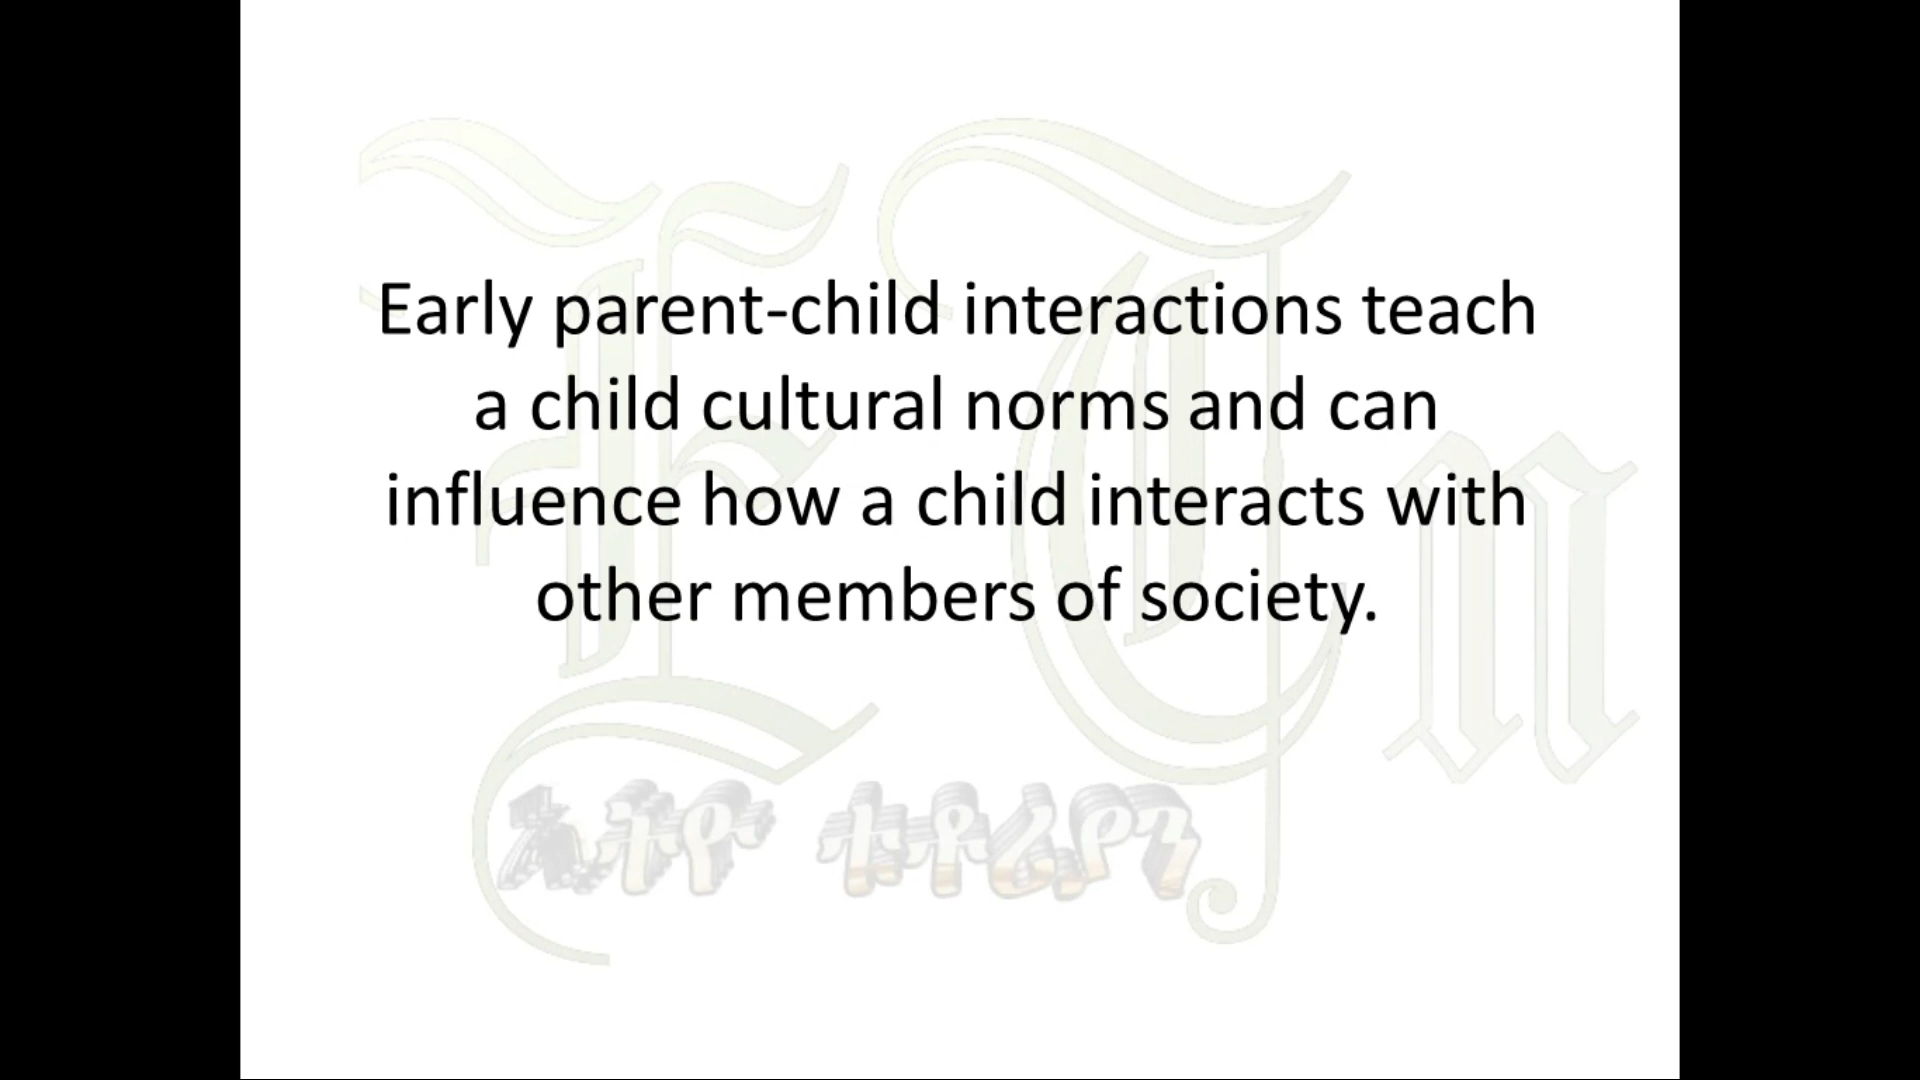 Early parent-child interactions teach
a child cultural norms and can
influence how a child interacts with
other members of society.
ETn